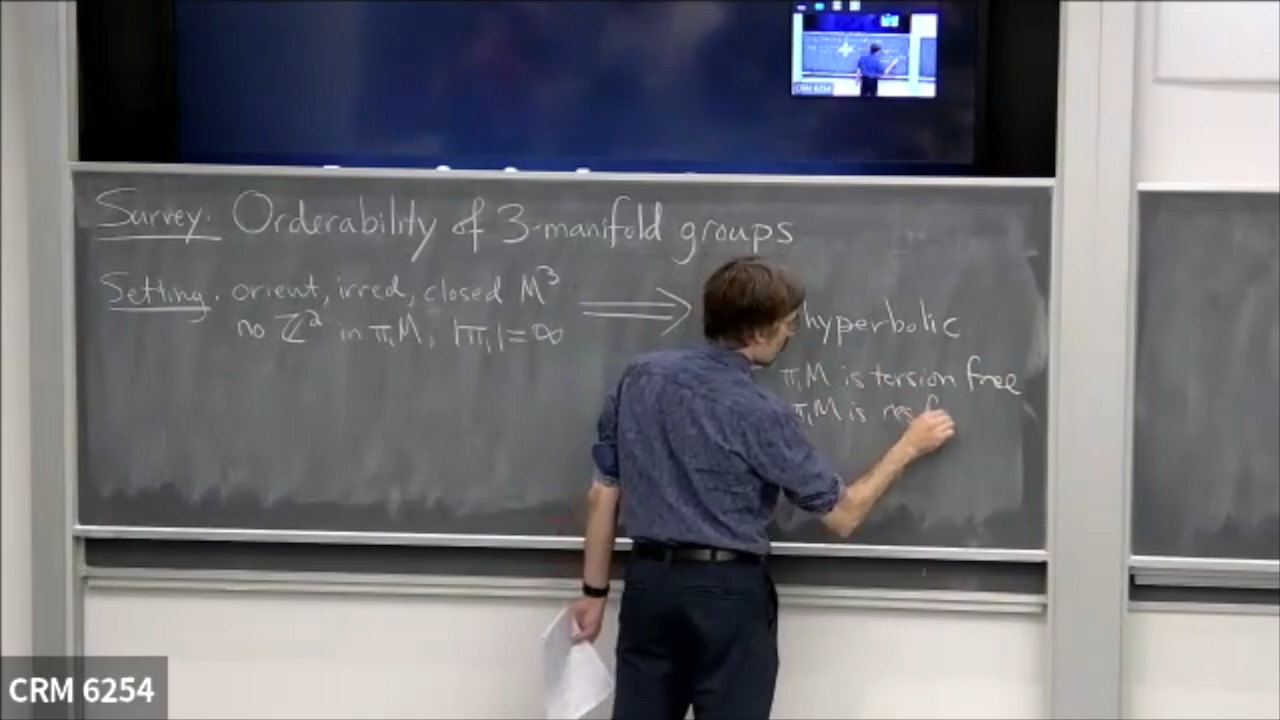 Survey. Orderability of 3-manifold groups
Setting. orient, irred, closed M³ ⟹ hyperbolic
no ℤ² in π₁M, |π₁|=∞
π₁M is torsion free
π₁M is res f
CRM 6254